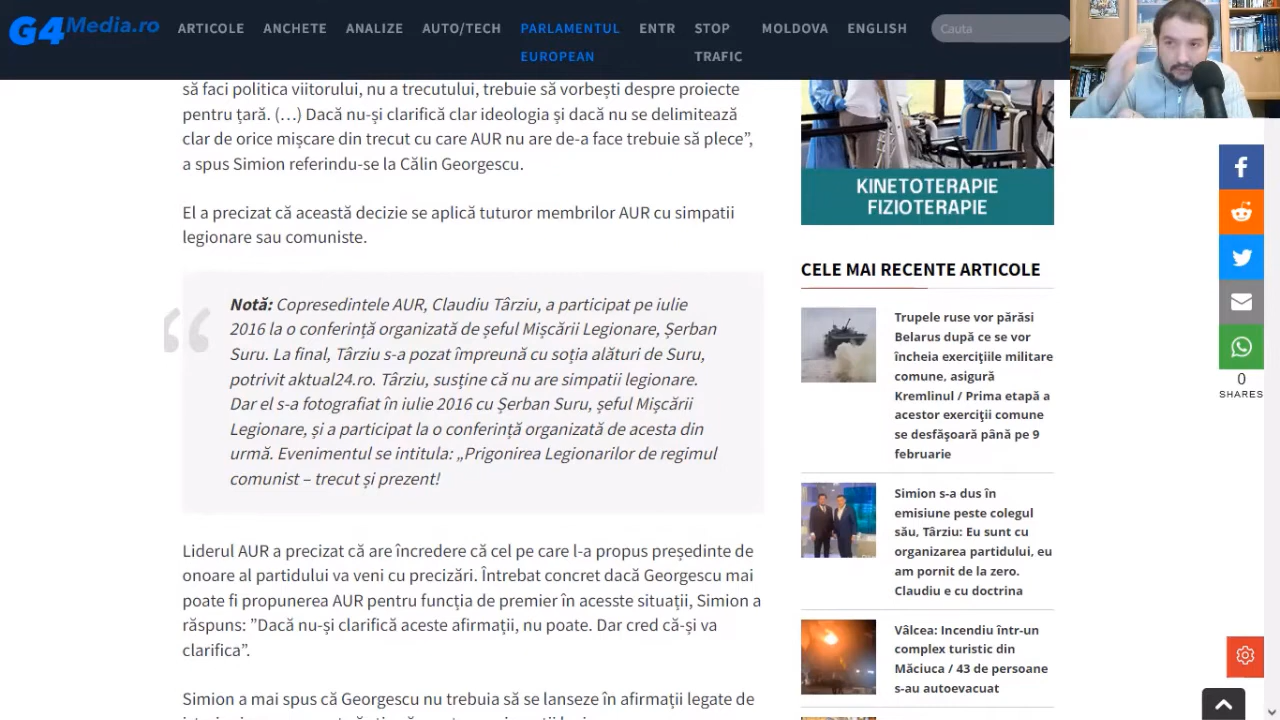 G4Media.ro
ARTICOLE
ANCHETE
ANALIZE
AUTO/TECH
PARLAMENTUL
EUROPEAN
ENTR
STOP
TRAFIC
MOLDOVA
ENGLISH
Cauta
să faci politica viitorului, nu a trecutului, trebuie să vorbești despre proiecte
pentru țară. (…) Dacă nu-și clarifică clar ideologia și dacă nu se delimitează
clar de orice mișcare din trecut cu care AUR nu are de-a face trebuie să plece”,
a spus Simion referindu-se la Călin Georgescu.
El a precizat că această decizie se aplică tuturor membrilor AUR cu simpatii
legionare sau comuniste.
Notă: Copresedintele AUR, Claudiu Târziu, a participat pe iulie
2016 la o conferință organizată de șeful Mișcării Legionare, Șerban
Suru. La final, Târziu s-a pozat împreună cu soția alături de Suru,
potrivit aktual24.ro. Târziu, susține că nu are simpatii legionare.
Dar el s-a fotografiat în iulie 2016 cu Șerban Suru, șeful Mișcării
Legionare, și a participat la o conferință organizată de acesta din
urmă. Evenimentul se intitula: „Prigonirea Legionarilor de regimul
comunist – trecut și prezent!
Liderul AUR a precizat că are încredere că cel pe care l-a propus președinte de
onoare al partidului va veni cu precizări. Întrebat concret dacă Georgescu mai
poate fi propunerea AUR pentru funcția de premier în acesste situații, Simion a
răspuns: ”Dacă nu-și clarifică aceste afirmații, nu poate. Dar cred că-și va
clarifica”.
Simion a mai spus că Georgescu nu trebuia să se lanseze în afirmații legate de
KINETOTERAPIE
FIZIOTERAPIE
CELE MAI RECENTE ARTICOLE
Trupele ruse vor părăsi
Belarus după ce se vor
încheia exercițiile militare
comune, asigură
Kremlinul / Prima etapă a
acestor exerciții comune
se desfășoară până pe 9
februarie
Simion s-a dus în
emisiune peste colegul
său, Târziu: Eu sunt cu
organizarea partidului, eu
am pornit de la zero.
Claudiu e cu doctrina
Vâlcea: Incendiu într-un
complex turistic din
Măciuca / 43 de persoane
s-au autoevacuat
0
SHARES